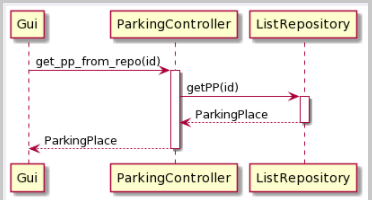 Gui ParkingController ListRepository
get_pp_from_repo(id)
getPP(id)
ParkingPlace
ParkingPlace
Gui ParkingController ListRepository